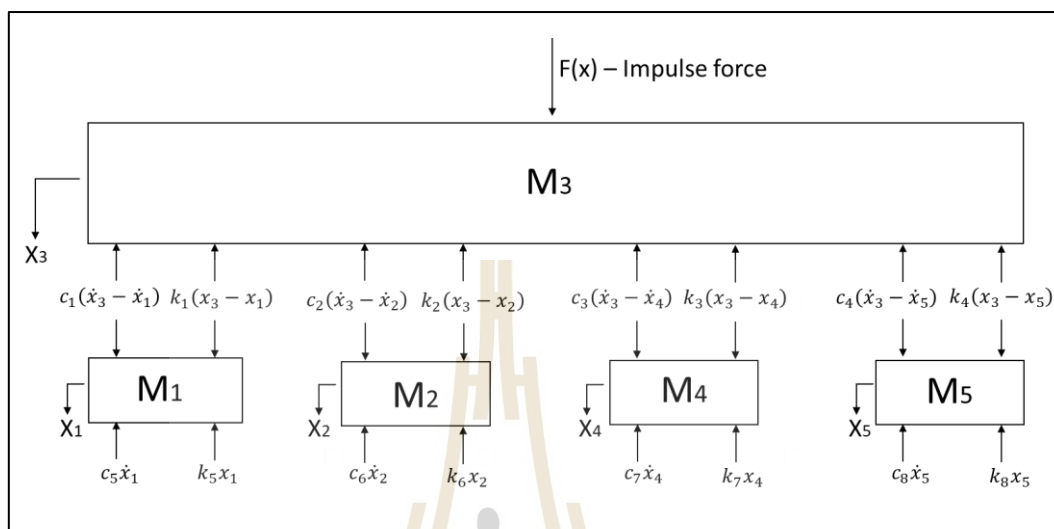 F(x) – Impulse force
M₃
X₃
c₁(ẋ₃ − ẋ₁) k₁(x₃ − x₁) c₂(ẋ₃ − ẋ₂) k₂(x₃ − x₂) c₃(ẋ₃ − ẋ₄) k₃(x₃ − x₄) c₄(ẋ₃ − ẋ₅) k₄(x₃ − x₅)
M₁ M₂ M₄ M₅
X₁ X₂ X₄ X₅
c₅ẋ₁ k₅x₁ c₆ẋ₂ k₆x₂ c₇ẋ₄ k₇x₄ c₈ẋ₅ k₈x₅